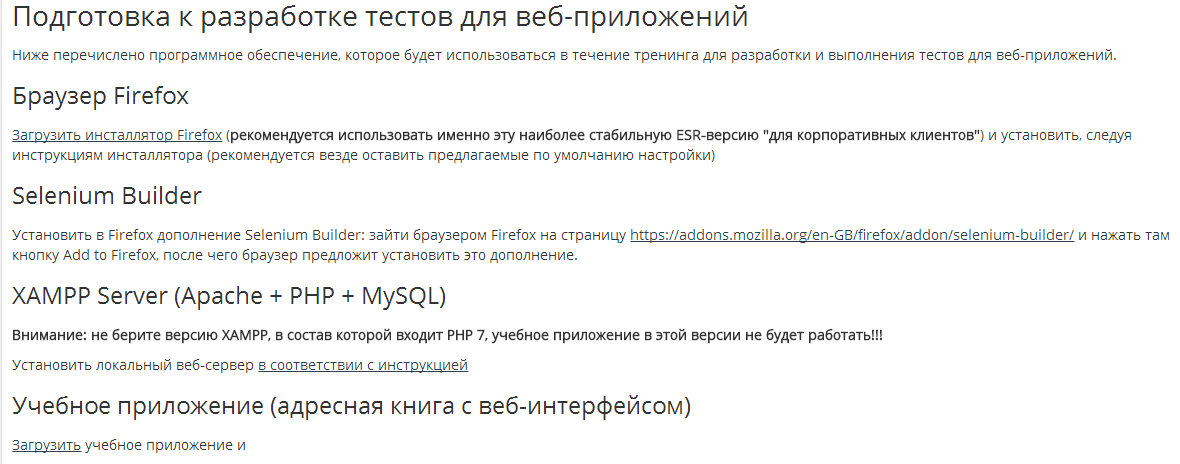 Подготовка к разработке тестов для веб-приложений
Ниже перечислено программное обеспечение, которое будет использоваться в течение тренинга для разработки и выполнения тестов для веб-приложений.
Браузер Firefox
Загрузить инсталлятор Firefox (рекомендуется использовать именно эту наиболее стабильную ESR-версию "для корпоративных клиентов") и установить, следуя
инструкциям инсталлятора (рекомендуется везде оставить предлагаемые по умолчанию настройки)
Selenium Builder
Установить в Firefox дополнение Selenium Builder: зайти браузером Firefox на страницу https://addons.mozilla.org/en-GB/firefox/addon/selenium-builder/ и нажать там
кнопку Add to Firefox, после чего браузер предложит установить это дополнение.
XAMPP Server (Apache + PHP + MySQL)
Внимание: не берите версию XAMPP, в состав которой входит PHP 7, учебное приложение в этой версии не будет работать!!!
Установить локальный веб-сервер в соответствии с инструкцией
Учебное приложение (адресная книга с веб-интерфейсом)
Загрузить учебное приложение и